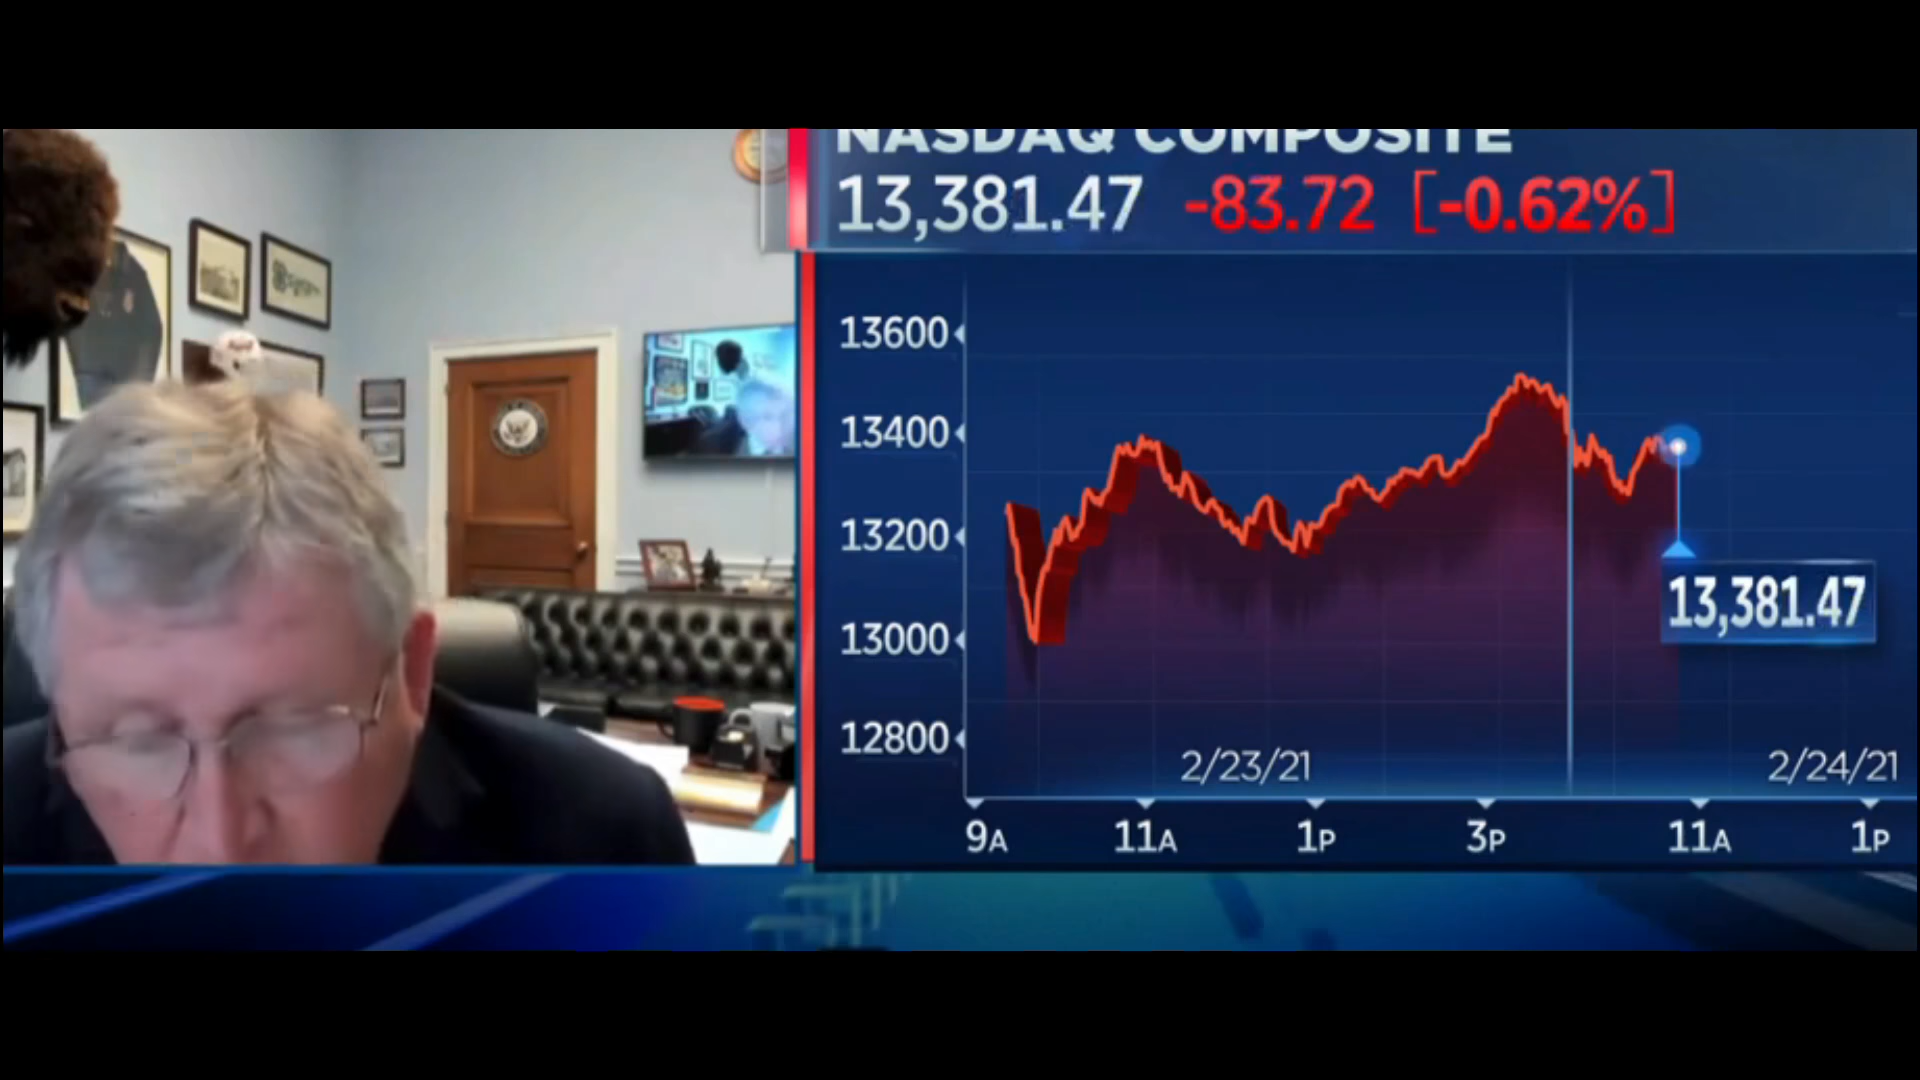 NASDAQ COMPOSITE
13,381.47 -83.72 [-0.62%]
13600
13400
13200
13000
12800
13,381.47
2/23/21 2/24/21
9A 11A 1P 3P 11A 1P